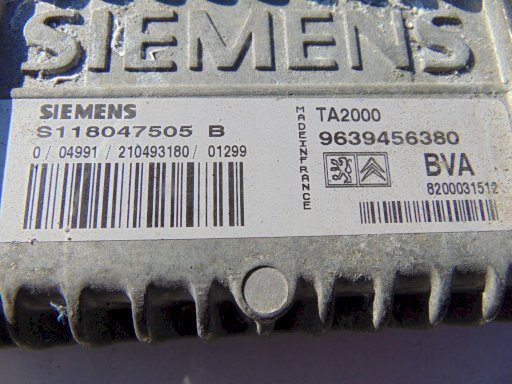 SIEMENS
SIEMENS
S118047505 B
0/ 04991/ 210493180/ 01299
MADE IN FRANCE
TA2000
9639456380
BVA
8200031512